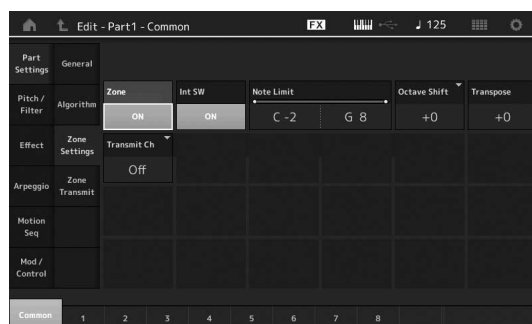 Edit - Part1 - Common FX ♩ 125
Part Settings General
Pitch / Filter Algorithm
Effect Zone Settings
Arpeggio Zone Transmit
Motion Seq
Mod / Control
Zone Int SW Note Limit Octave Shift Transpose
ON ON C -2 G 8 +0 +0
Transmit Ch
Off
Common 1 2 3 4 5 6 7 8